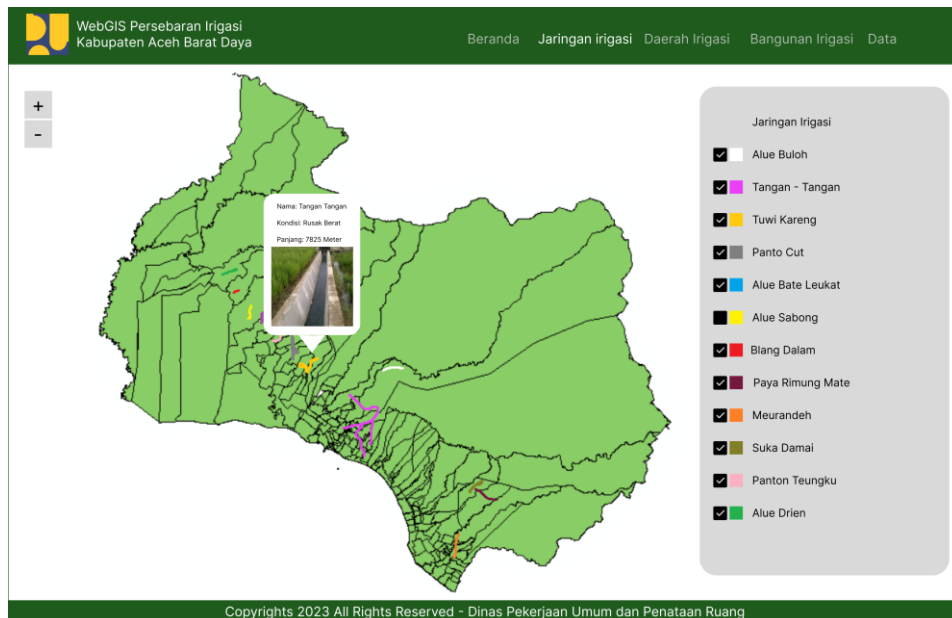 WebGIS Persebaran Irigasi
Kabupaten Aceh Barat Daya
Beranda Jaringan irigasi Daerah Irigasi Bangunan Irigasi Data
+
-
Nama: Tangan Tangan
Kondisi: Rusak Berat
Panjang: 7825 Meter
Jaringan Irigasi
Alue Buloh
Tangan - Tangan
Tuwi Kareng
Panto Cut
Alue Bate Leukat
Alue Sabong
Blang Dalam
Paya Rimung Mate
Meurandeh
Suka Damai
Panton Teungku
Alue Drien
Copyrights 2023 All Rights Reserved - Dinas Pekerjaan Umum dan Penataan Ruang